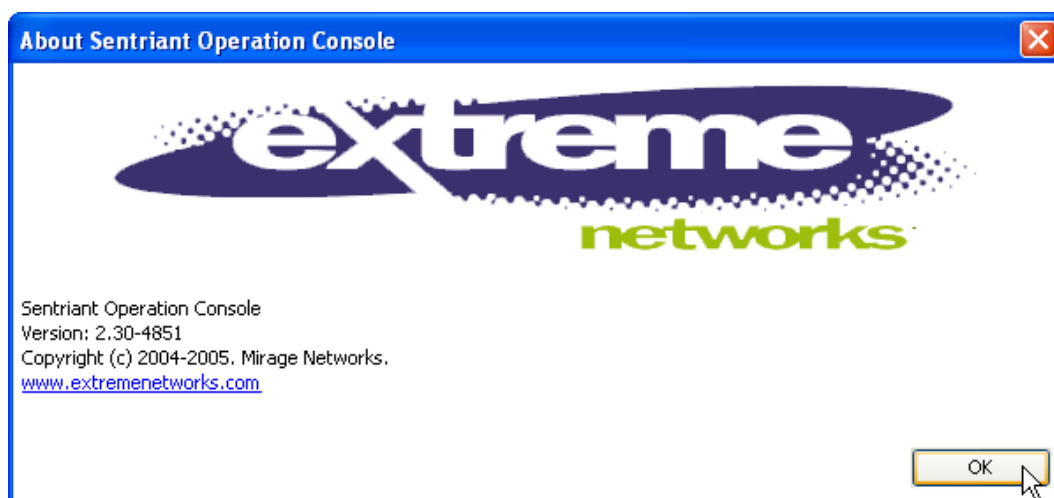 About Sentriant Operation Console
extreme
networks
Sentriant Operation Console
Version: 2.30-4851
Copyright (c) 2004-2005. Mirage Networks.
www.extremenetworks.com
OK